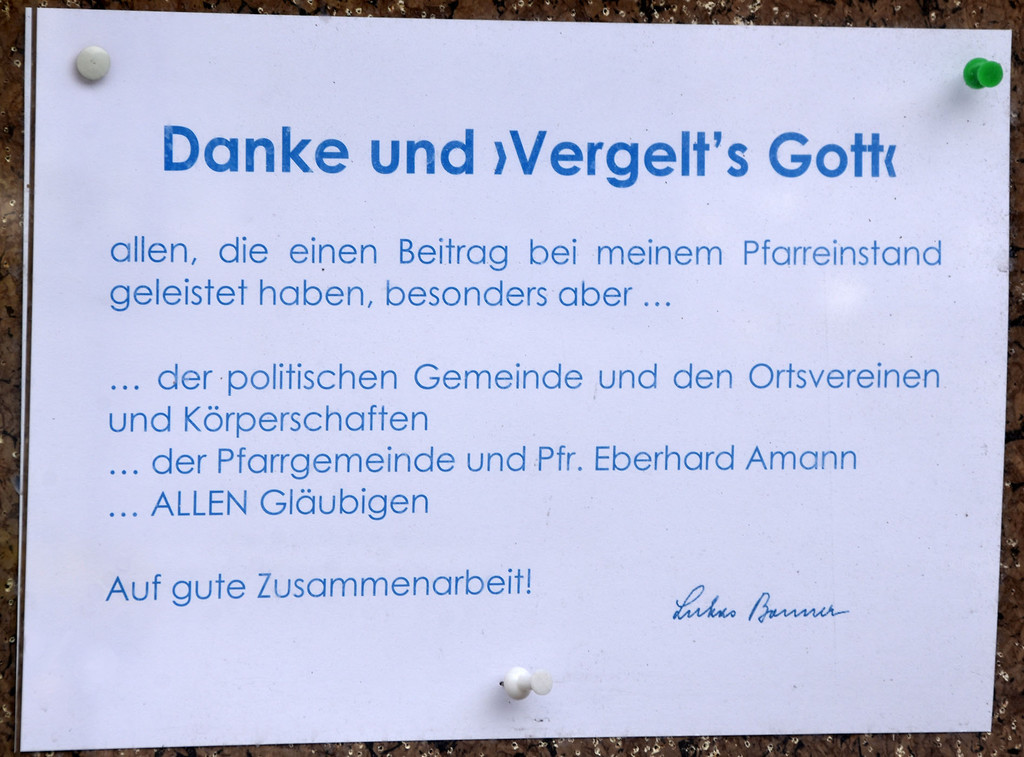 Danke und ›Vergelt's Gott‹
allen, die einen Beitrag bei meinem Pfarreinstand
geleistet haben, besonders aber ...
... der politischen Gemeinde und den Ortsvereinen
und Körperschaften
... der Pfarrgemeinde und Pfr. Eberhard Amann
... ALLEN Gläubigen
Auf gute Zusammenarbeit!
Lukas